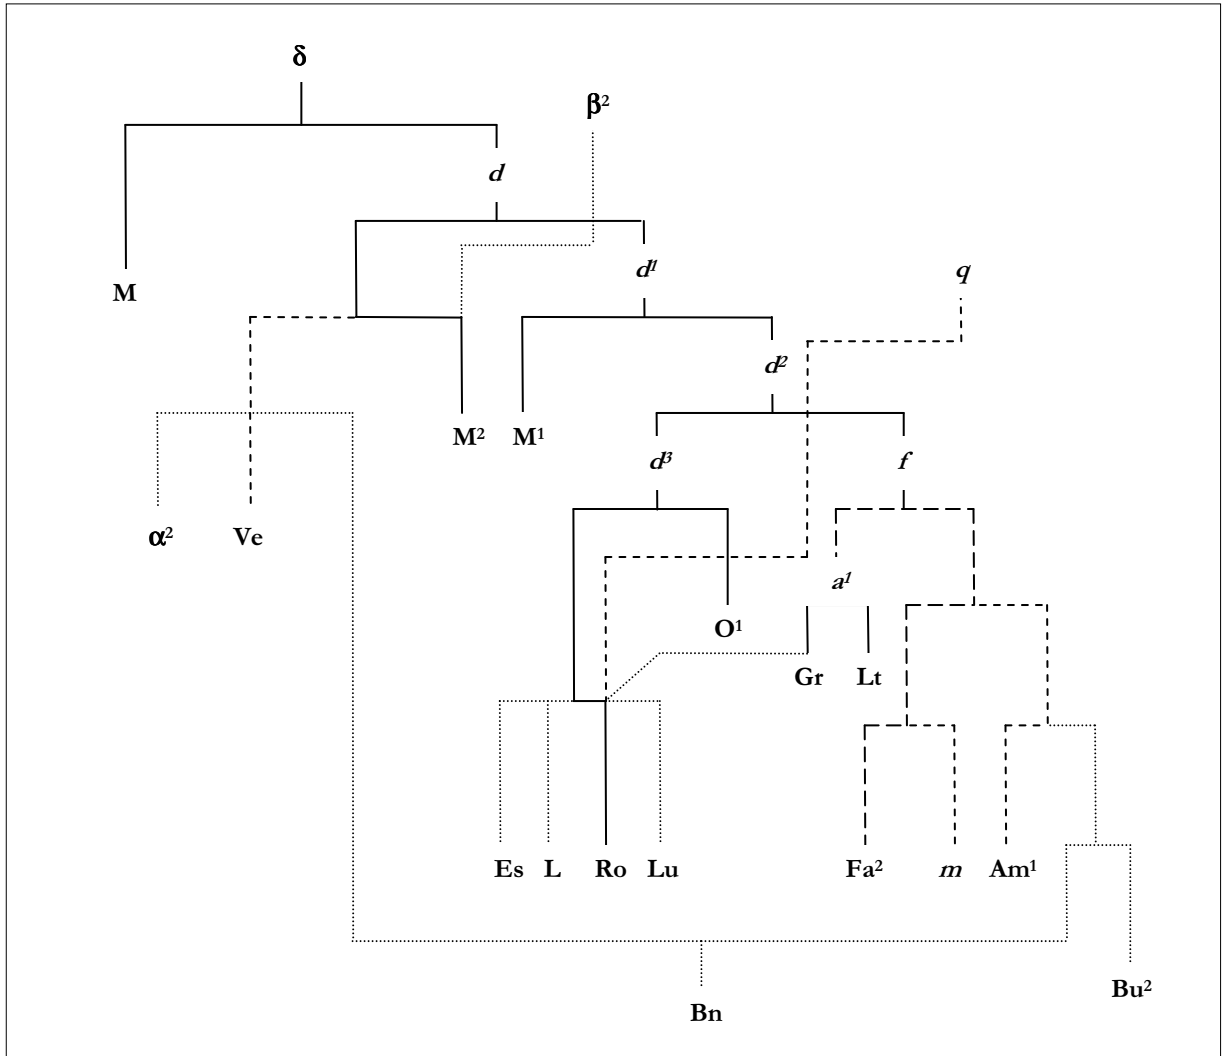 δ
β²
d
d¹
q
M
d²
M² M¹
d³ f
α² Ve
a¹
O¹
Gr Lt
Es L Ro Lu Fa² m Am¹
Bu²
Bn